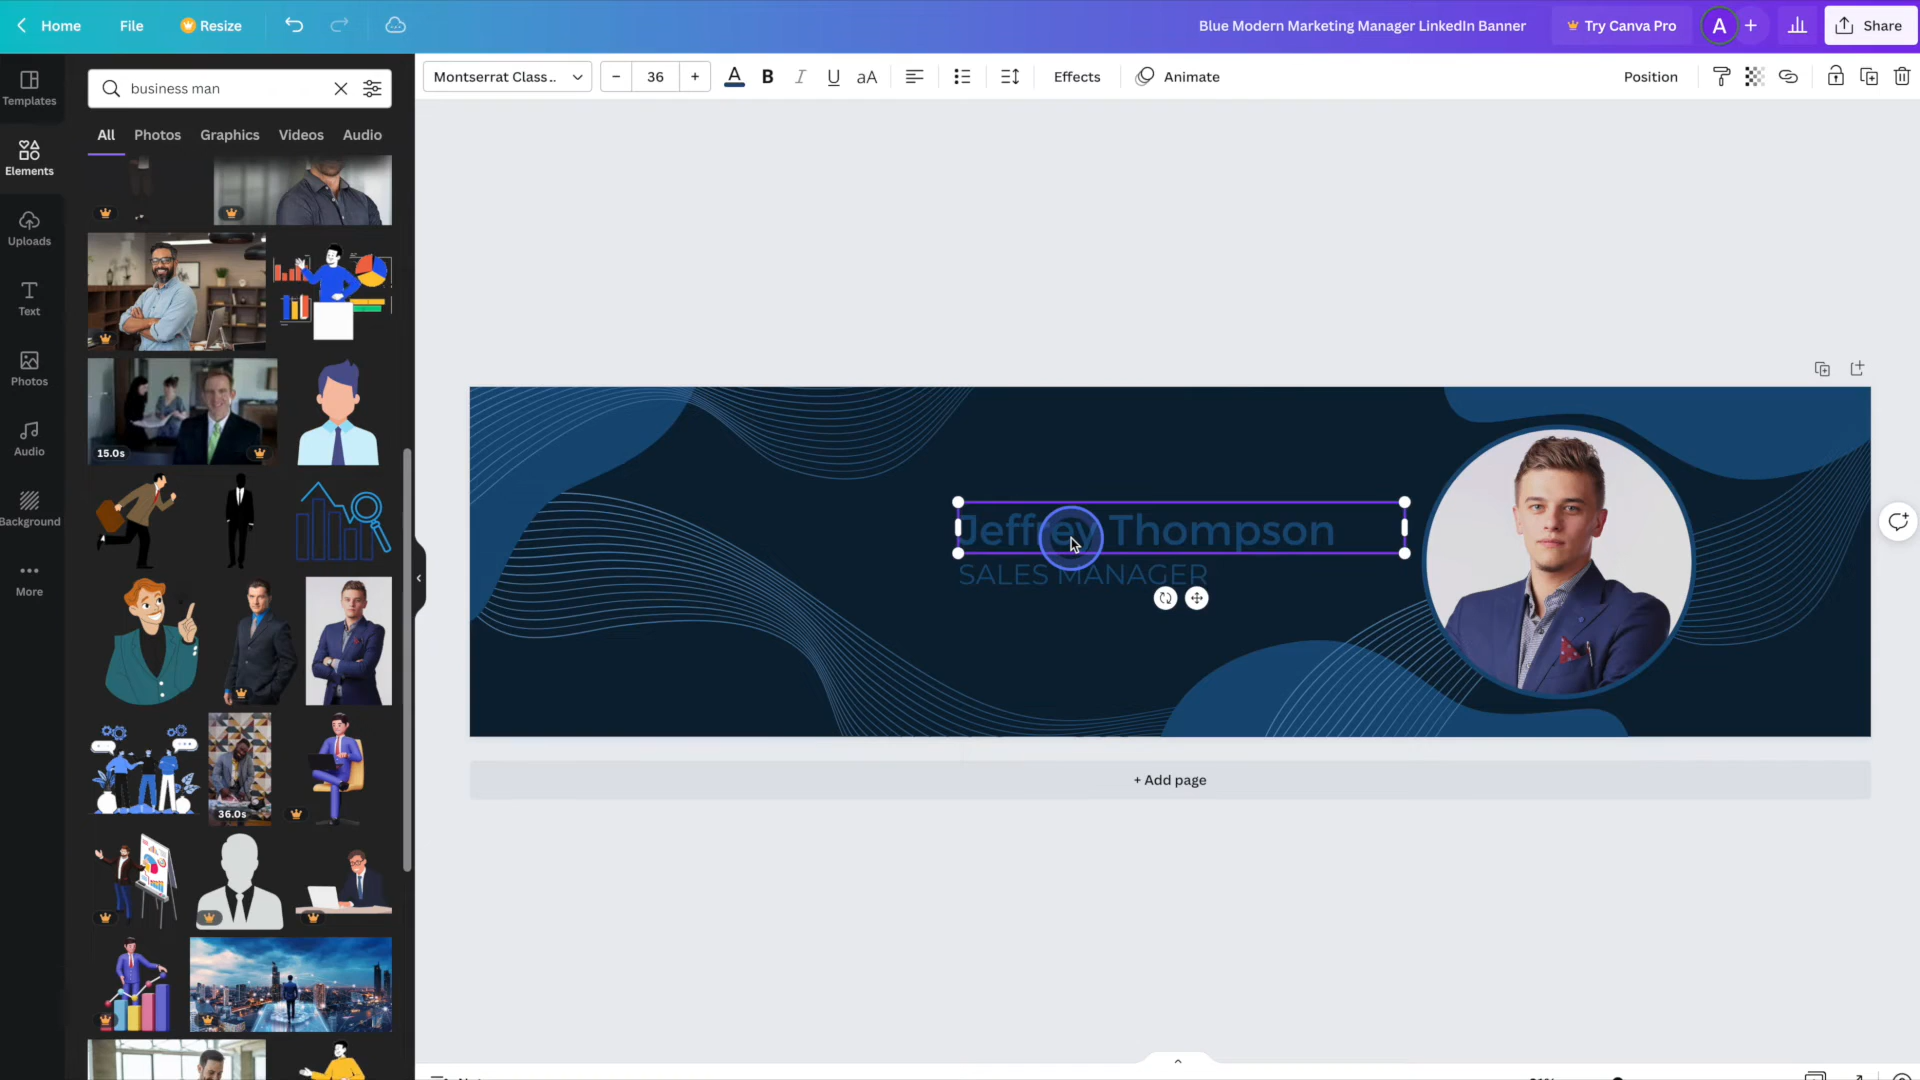 Home
File
Resize
Blue Modern Marketing Manager LinkedIn Banner
Try Canva Pro
A
Share
Templates
Elements
Uploads
Text
Photos
Audio
Background
More
business man
All
Photos
Graphics
Videos
Audio
15.0s
36.0s
Montserrat Class..
36
A
B
I
U
aA
Effects
Animate
Position
Jeffrey Thompson
SALES MANAGER
+ Add page